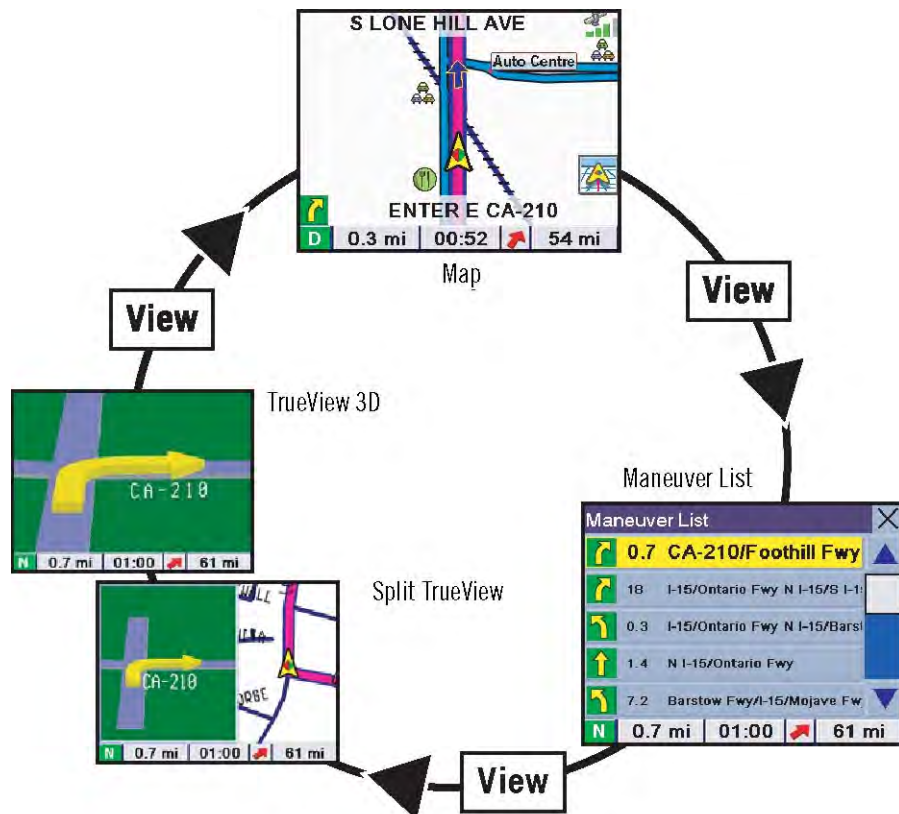 S LONE HILL AVE
Auto Centre
ENTER E CA-210
D 0.3 mi 00:52 54 mi
Map
View
View
TrueView 3D
CA-210
N 0.7 mi 01:00 61 mi
Maneuver List
Maneuver List
0.7 CA-210/Foothill Fwy
18 I-15/Ontario Fwy N I-15/S I-1
0.3 I-15/Ontario Fwy N I-15/Bars
1.4 N I-15/Ontario Fwy
7.2 Barstow Fwy/I-15/Mojave Fw
N 0.7 mi 01:00 61 mi
Split TrueView
CA-210
N 0.7 mi 01:00 61 mi
View